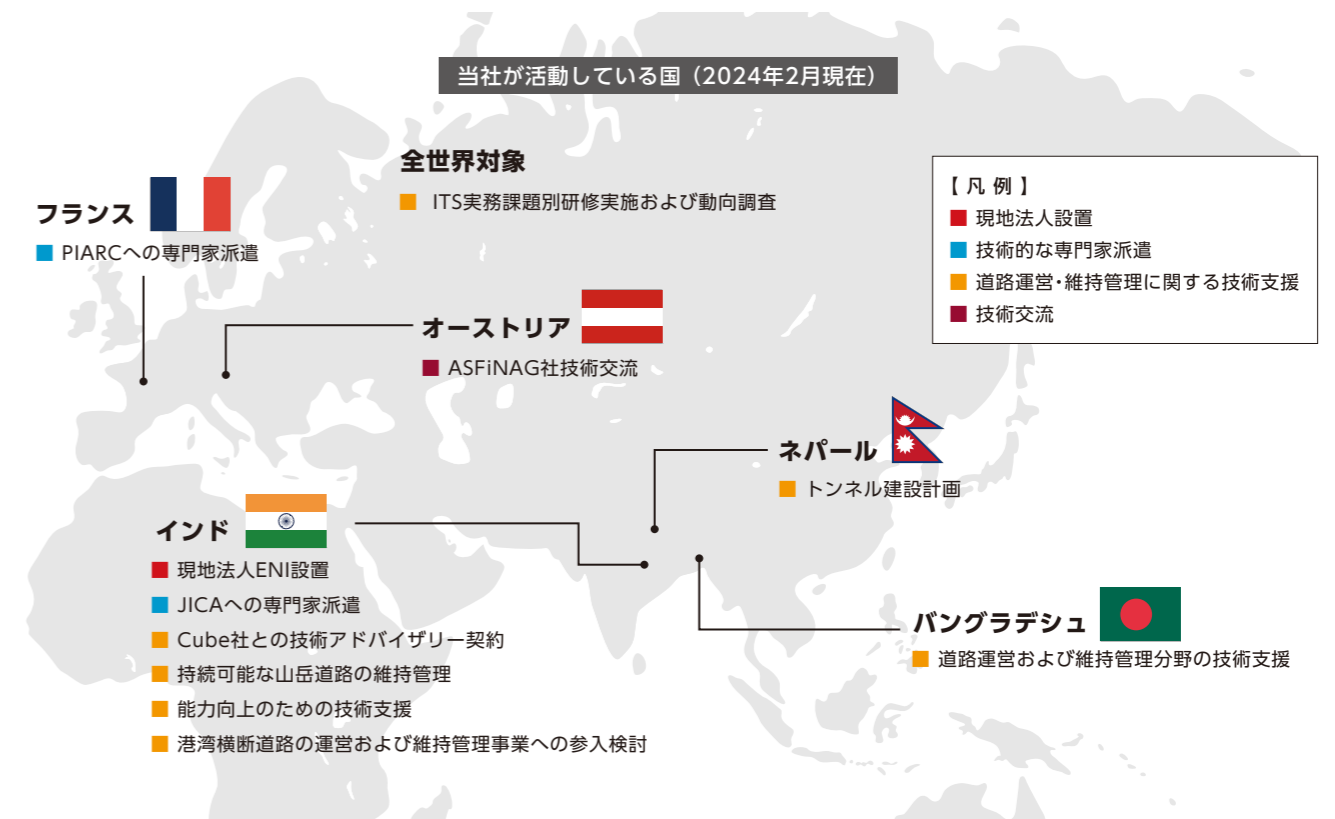 当社が活動している国（2024年2月現在）
全世界対象
ITS実務課題別研修実施および動向調査
フランス
PIARCへの専門家派遣
【凡例】
現地法人設置
技術的な専門家派遣
道路運営・維持管理に関する技術支援
技術交流
オーストリア
ASFiNAG社技術交流
ネパール
トンネル建設計画
インド
現地法人ENI設置
JICAへの専門家派遣
Cube社との技術アドバイザリー契約
持続可能な山岳道路の維持管理
能力向上のための技術支援
港湾横断道路の運営および維持管理事業への参入検討
バングラデシュ
道路運営および維持管理分野の技術支援